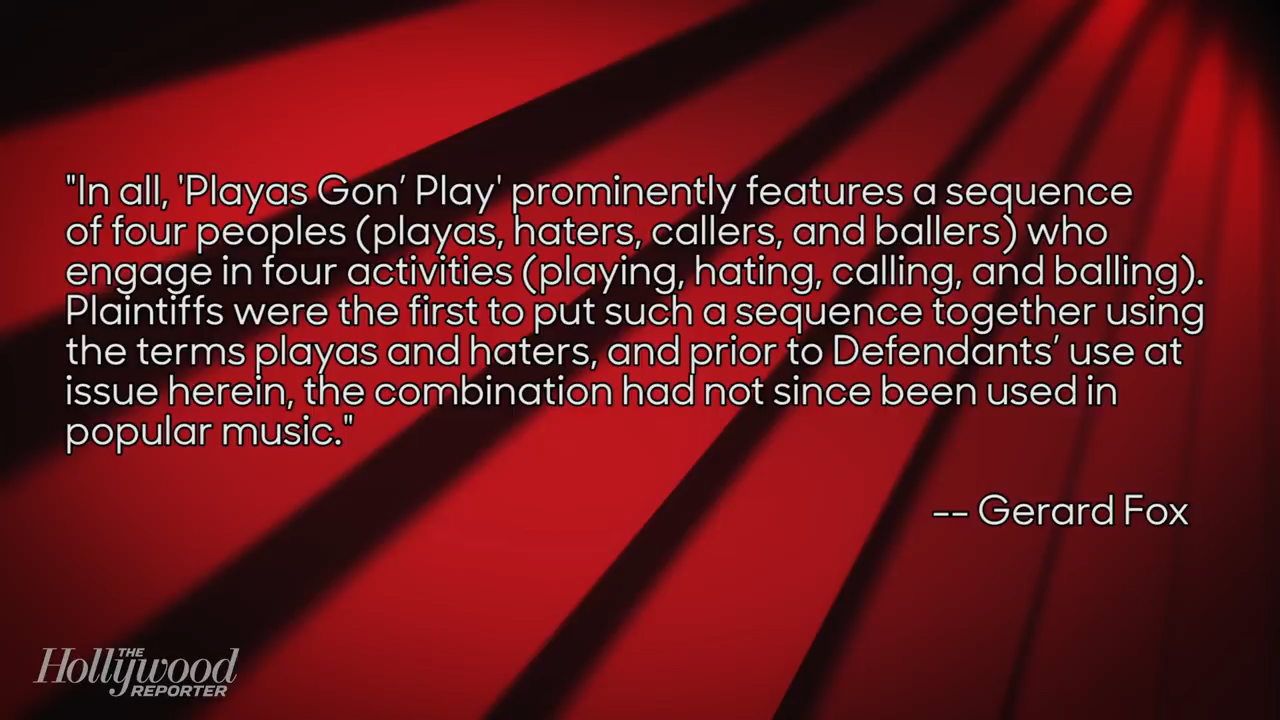 "In all, 'Playas Gon’ Play' prominently features a sequence
of four peoples (playas, haters, callers, and ballers) who
engage in four activities (playing, hating, calling, and balling).
Plaintiffs were the first to put such a sequence together using
the terms playas and haters, and prior to Defendants’ use at
issue herein, the combination had not since been used in
popular music."
-- Gerard Fox
THE
Hollywood
REPORTER